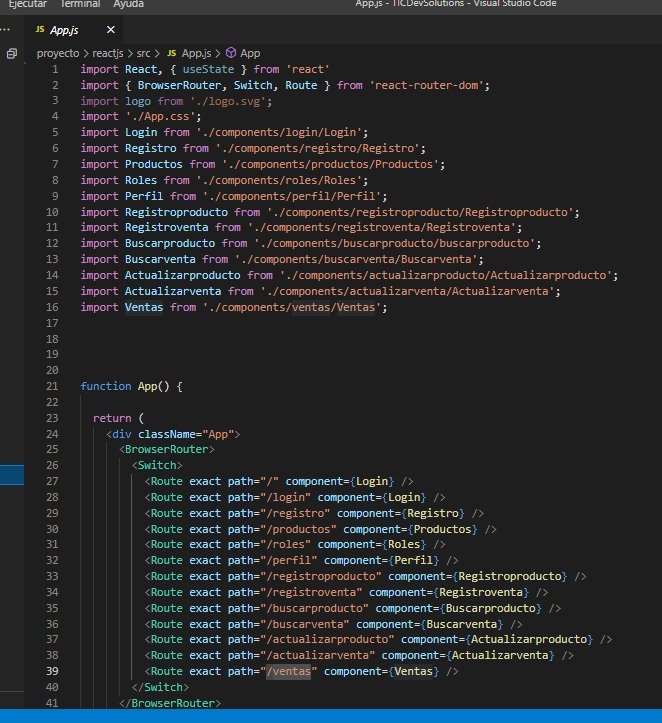 Ejecutar Terminal Ayuda App.js - TICDevSolutions - Visual Studio Code
... JS App.js ×
proyecto > reactjs > src > JS App.js > App
1 import React, { useState } from 'react'
2 import { BrowserRouter, Switch, Route } from 'react-router-dom';
3 import logo from './logo.svg';
4 import './App.css';
5 import Login from './components/login/Login';
6 import Registro from './components/registro/Registro';
7 import Productos from './components/productos/Productos';
8 import Roles from './components/roles/Roles';
9 import Perfil from './components/perfil/Perfil';
10 import Registroproducto from './components/registroproducto/Registroproducto';
11 import Registroventa from './components/registroventa/Registroventa';
12 import Buscarproducto from './components/buscarproducto/buscarproducto';
13 import Buscarventa from './components/buscarventa/Buscarventa';
14 import Actualizarproducto from './components/actualizarproducto/Actualizarproducto';
15 import Actualizarventa from './components/actualizarventa/Actualizarventa';
16 import Ventas from './components/ventas/Ventas';
17
18
19
20
21 function App() {
22
23 return (
24 <div className="App">
25 <BrowserRouter>
26 <Switch>
27 <Route exact path="/" component={Login} />
28 <Route exact path="/login" component={Login} />
29 <Route exact path="/registro" component={Registro} />
30 <Route exact path="/productos" component={Productos} />
31 <Route exact path="/roles" component={Roles} />
32 <Route exact path="/perfil" component={Perfil} />
33 <Route exact path="/registroproducto" component={Registroproducto} />
34 <Route exact path="/registroventa" component={Registroventa} />
35 <Route exact path="/buscarproducto" component={Buscarproducto} />
36 <Route exact path="/buscarventa" component={Buscarventa} />
37 <Route exact path="/actualizarproducto" component={Actualizarproducto} />
38 <Route exact path="/actualizarventa" component={Actualizarventa} />
39 <Route exact path="/ventas" component={Ventas} />
40 </Switch>
41 </BrowserRouter>